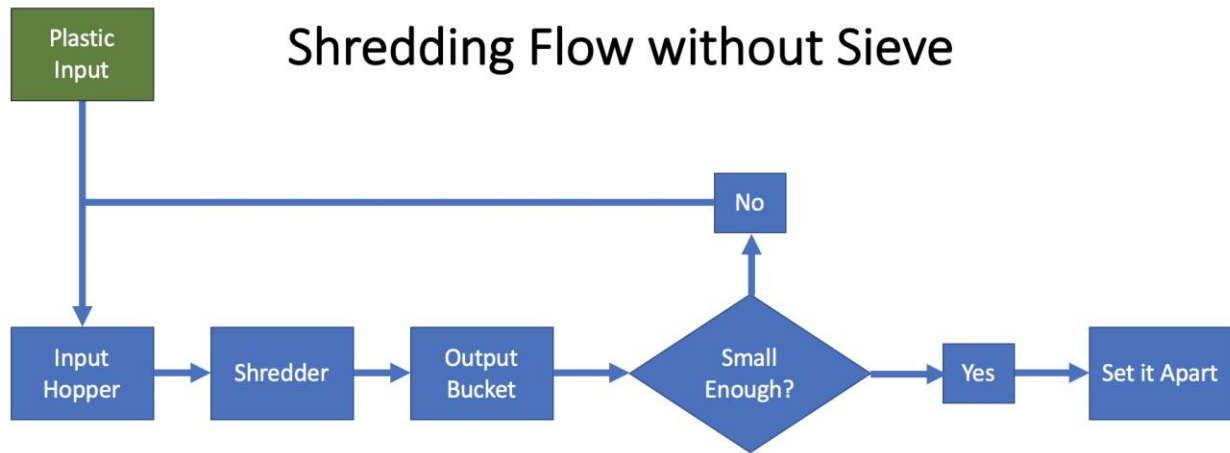 Plastic
Input
Shredding Flow without Sieve
No
Input
Hopper
Shredder
Output
Bucket
Small
Enough?
Yes
Set it Apart